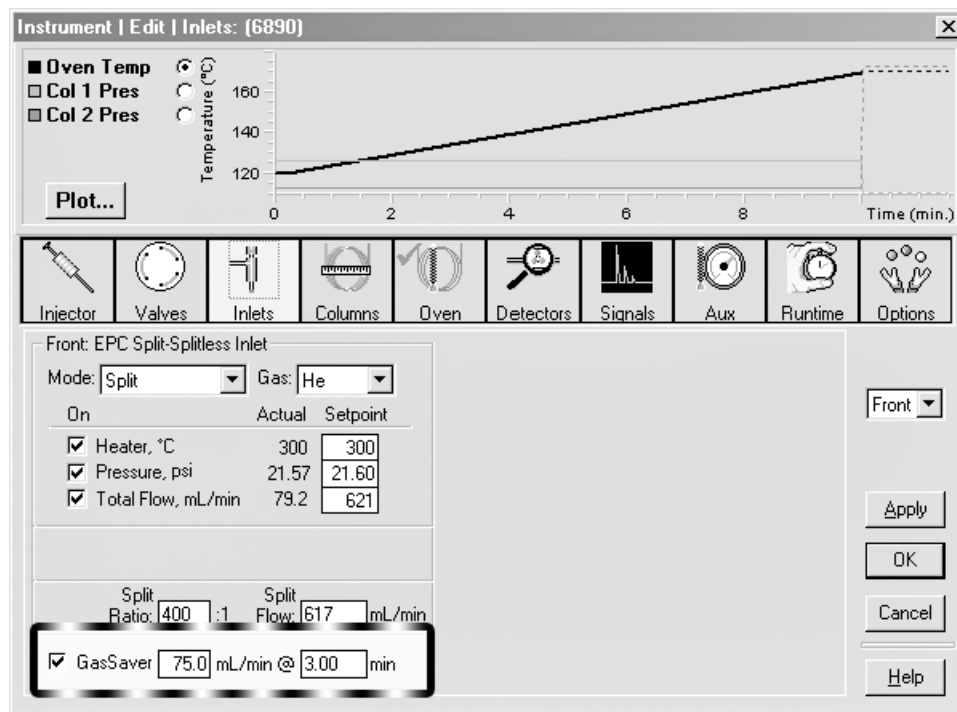 Instrument | Edit | Inlets: (6890)
Oven Temp
Col 1 Pres
Col 2 Pres
Plot...
Temperature (°C)
160
140
120
0 2 4 6 8 Time (min.)
Injector Valves Inlets Columns Oven Detectors Signals Aux Runtime Options
Front: EPC Split-Splitless Inlet
Mode: Split Gas: He
On Actual Setpoint
Heater, °C 300 300
Pressure, psi 21.57 21.60
Total Flow, mL/min 79.2 621
Split Ratio: 400 :1 Split Flow: 617 mL/min
GasSaver 75.0 mL/min @ 3.00 min
Front
Apply
OK
Cancel
Help